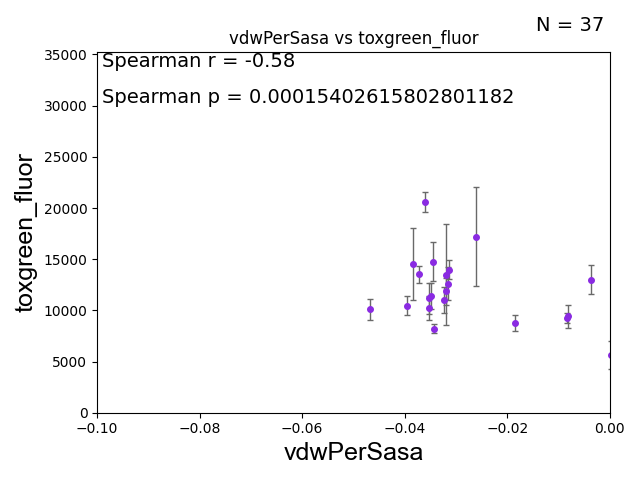 N = 37
vdwPerSasa vs toxgreen_fluor
Spearman r = -0.58
Spearman p = 0.00015402615802801182
35000
30000
25000
20000
15000
10000
5000
0
toxgreen_fluor
−0.10 −0.08 −0.06 −0.04 −0.02 0.00
vdwPerSasa